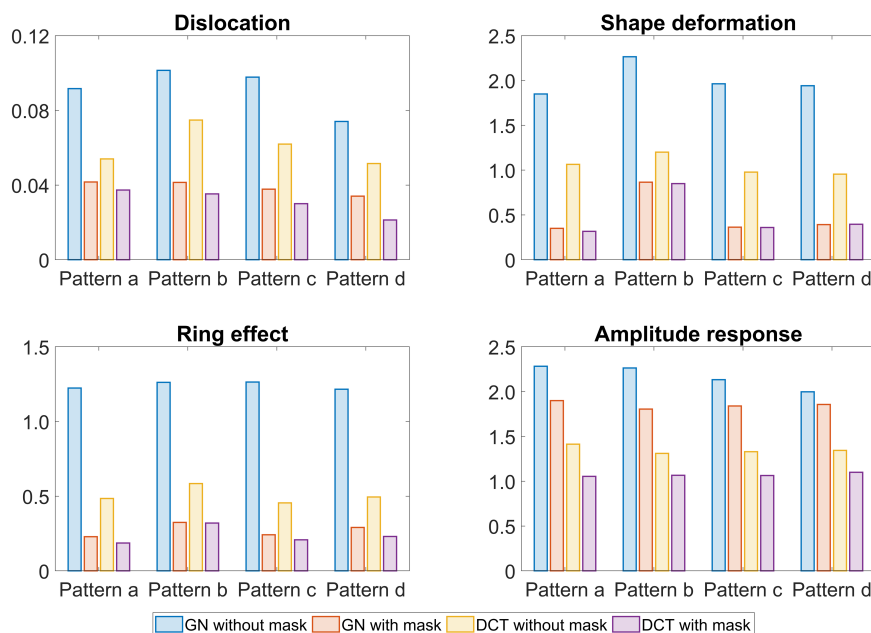 Dislocation
0.12
0.08
0.04
0
Pattern a Pattern b Pattern c Pattern d
Shape deformation
2.5
2.0
1.5
1.0
0.5
0
Pattern a Pattern b Pattern c Pattern d
Ring effect
1.5
1.0
0.5
0
Pattern a Pattern b Pattern c Pattern d
Amplitude response
2.5
2.0
1.5
1.0
0.5
0
Pattern a Pattern b Pattern c Pattern d
GN without mask GN with mask DCT without mask DCT with mask